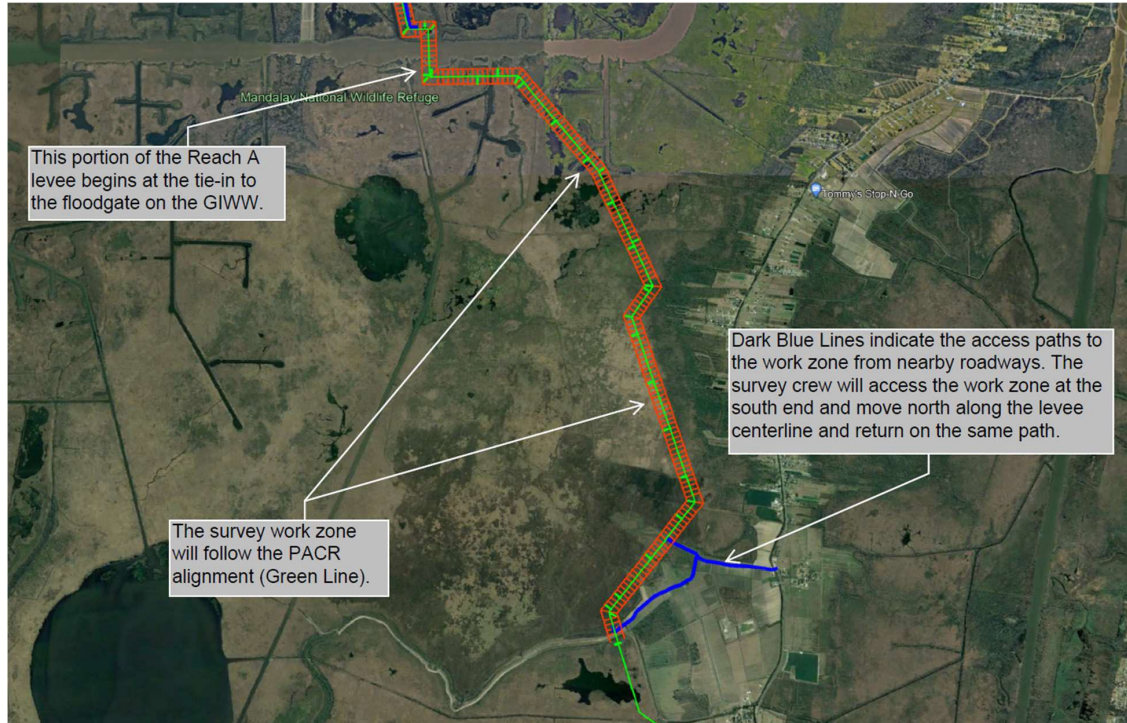 Mandalay National Wildlife Refuge
This portion of the Reach A
levee begins at the tie-in to
the floodgate on the GIWW.
Tommy's Stop-N-Go
Dark Blue Lines indicate the access paths to
the work zone from nearby roadways. The
survey crew will access the work zone at the
south end and move north along the levee
centerline and return on the same path.
The survey work zone
will follow the PACR
alignment (Green Line).